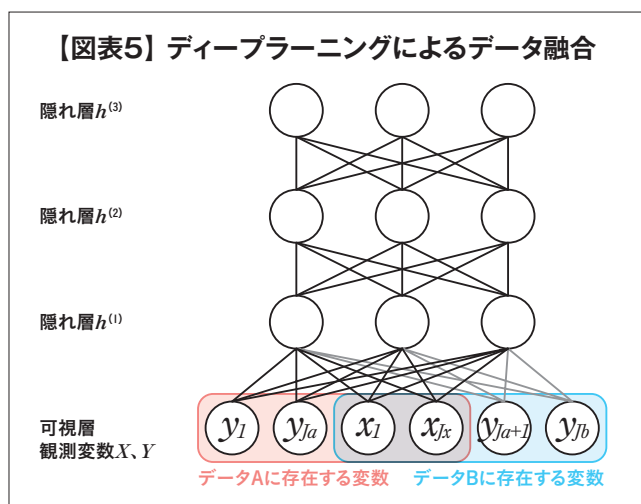 【図表5】 ディープラーニングによるデータ融合
隠れ層h(3)
隠れ層h(2)
隠れ層h(1)
可視層
観測変数X、Y
y1 yJa x1 xJx yJa+1 yJb
データAに存在する変数 データBに存在する変数